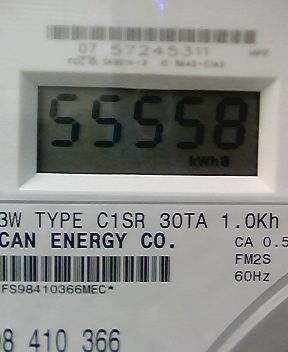 07 57245311
55558
kWh
3W TYPE C1SR 30TA 1.0Kh
CAN ENERGY CO.
CA 0.5
FM2S
60Hz
FS98410366MEC*
98 410 366